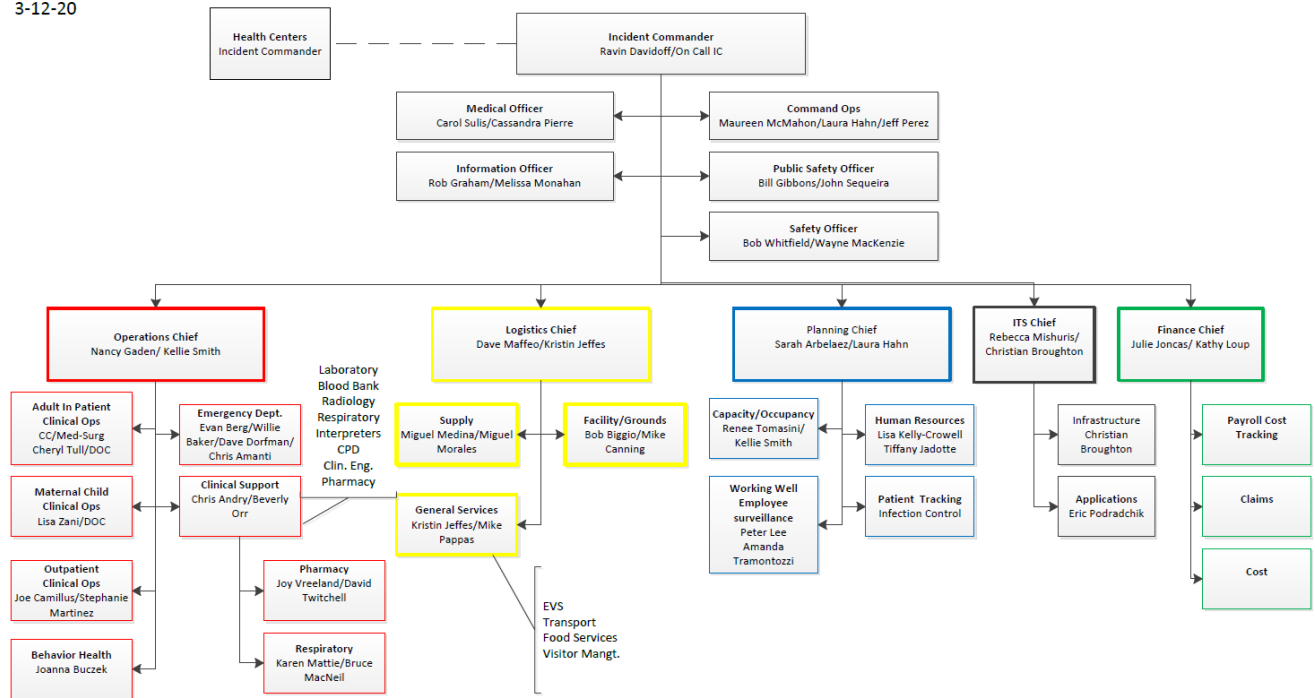 3-12-20
Health Centers
Incident Commander
Incident Commander
Ravin Davidoff/On Call IC
Medical Officer
Carol Sulis/Cassandra Pierre
Command Ops
Maureen McMahon/Laura Hahn/Jeff Perez
Information Officer
Rob Graham/Melissa Monahan
Public Safety Officer
Bill Gibbons/John Sequeira
Safety Officer
Bob Whitfield/Wayne MacKenzie
Operations Chief
Nancy Gaden/ Kellie Smith
Logistics Chief
Dave Maffeo/Kristin Jeffes
Planning Chief
Sarah Arbelaez/Laura Hahn
ITS Chief
Rebecca Mishuris/
Christian Broughton
Finance Chief
Julie Joncas/ Kathy Loup
Adult In Patient
Clinical Ops
CC/Med-Surg
Cheryl Tull/DOC
Emergency Dept.
Evan Berg/Willie
Baker/Dave Dorfman/
Chris Amanti
Maternal Child
Clinical Ops
Lisa Zani/DOC
Clinical Support
Chris Andry/Beverly
Orr
Laboratory
Blood Bank
Radiology
Respiratory
Interpreters
CPD
Clin. Eng.
Pharmacy
Outpatient
Clinical Ops
Joe Camillus/Stephanie
Martinez
Pharmacy
Joy Vreeland/David
Twitchell
Behavior Health
Joanna Buczek
Respiratory
Karen Mattie/Bruce
MacNeil
Supply
Miguel Medina/Miguel
Morales
Facility/Grounds
Bob Biggio/Mike
Canning
General Services
Kristin Jeffes/Mike
Pappas
EVS
Transport
Food Services
Visitor Mangt.
Capacity/Occupancy
Renee Tomasini/
Kellie Smith
Human Resources
Lisa Kelly-Crowell
Tiffany Jadotte
Working Well
Employee
surveillance
Peter Lee
Amanda
Tramontozzi
Patient Tracking
Infection Control
Infrastructure
Christian
Broughton
Applications
Eric Podradchik
Payroll Cost
Tracking
Claims
Cost